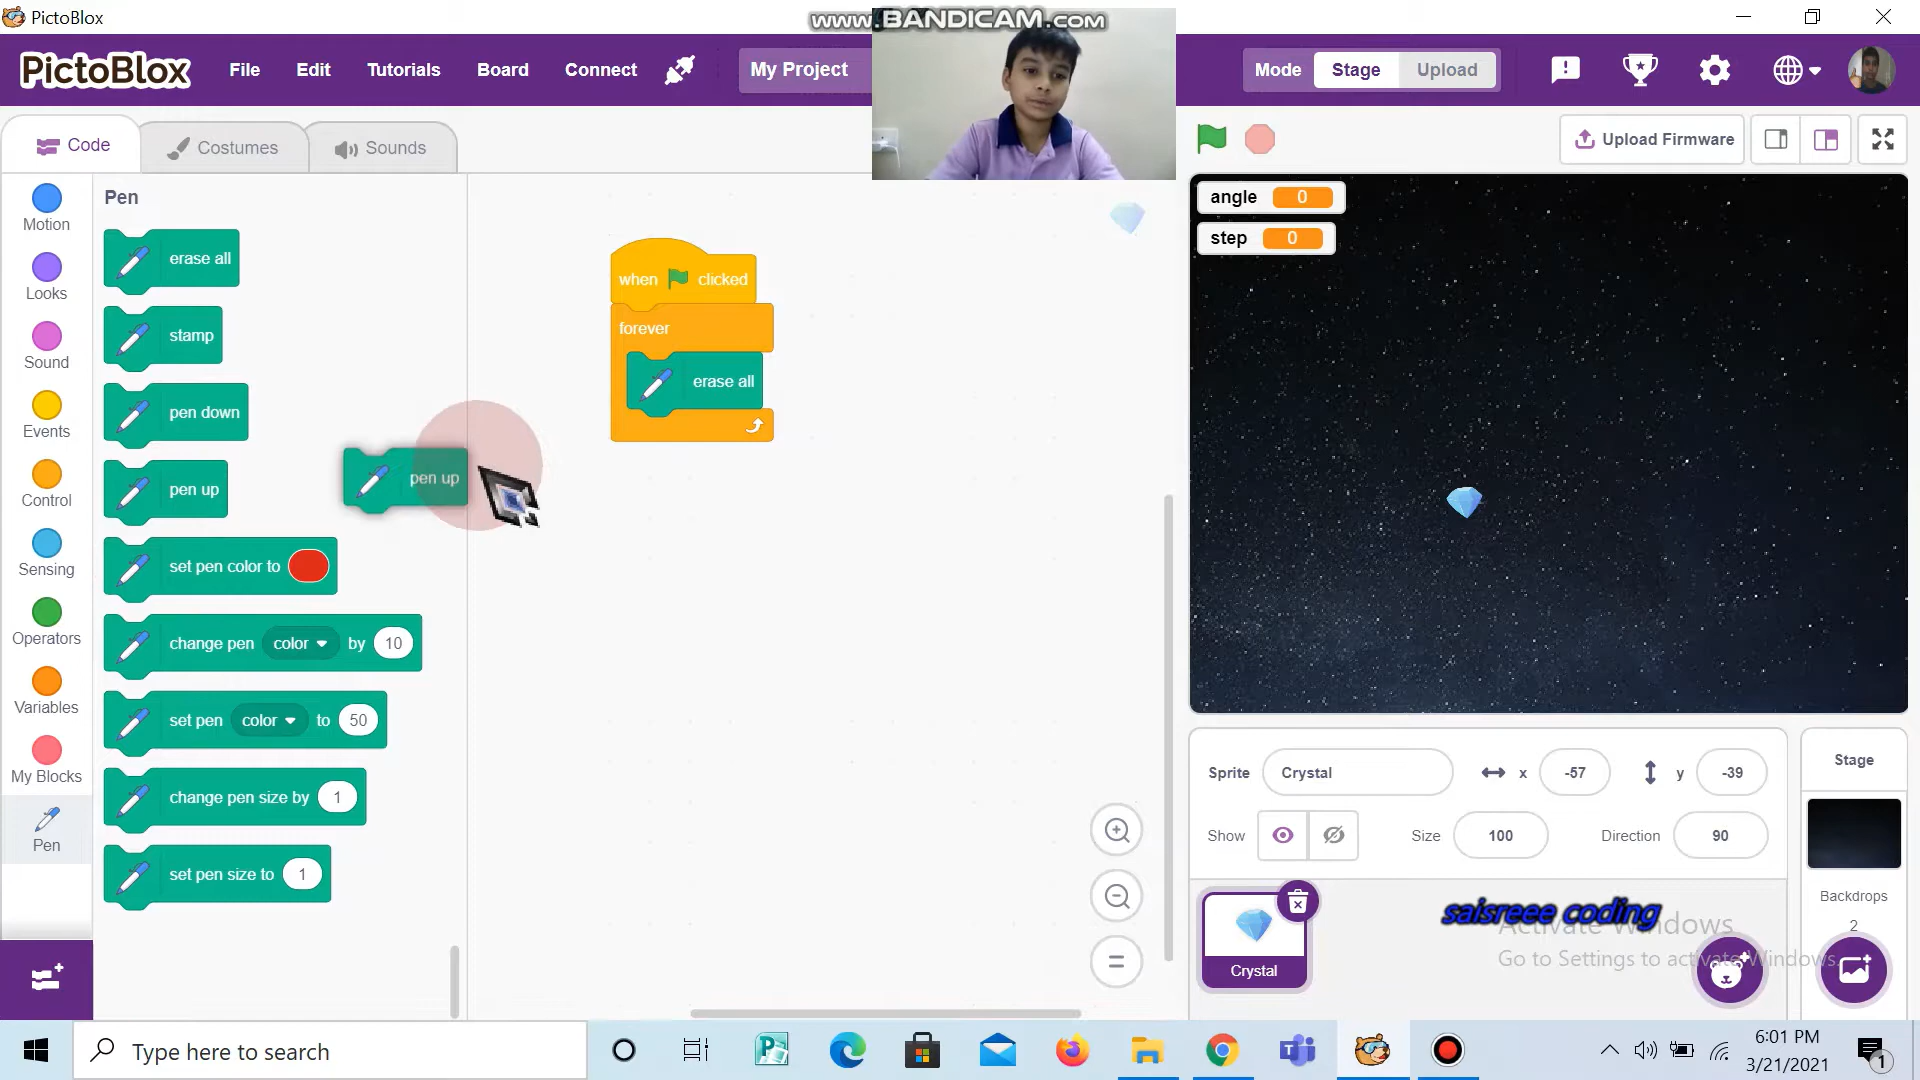 PictoBlox
www.BANDICAM.com
PictoBlox
File
Edit
Tutorials
Board
Connect
My Project
Mode
Stage
Upload
Code
Costumes
Sounds
Upload Firmware
Motion
Looks
Sound
Events
Control
Sensing
Operators
Variables
My Blocks
Pen
Pen
erase all
stamp
pen down
pen up
set pen color to
change pen color by 10
set pen color to 50
change pen size by 1
set pen size to 1
pen up
when clicked
forever
erase all
angle 0
step 0
Sprite Crystal x -57 y -39
Show Size 100 Direction 90
Crystal
Stage
Backdrops
2
saisreee coding
Activate Windows
Go to Settings to activate Windows.
Type here to search
6:01 PM
3/21/2021
1